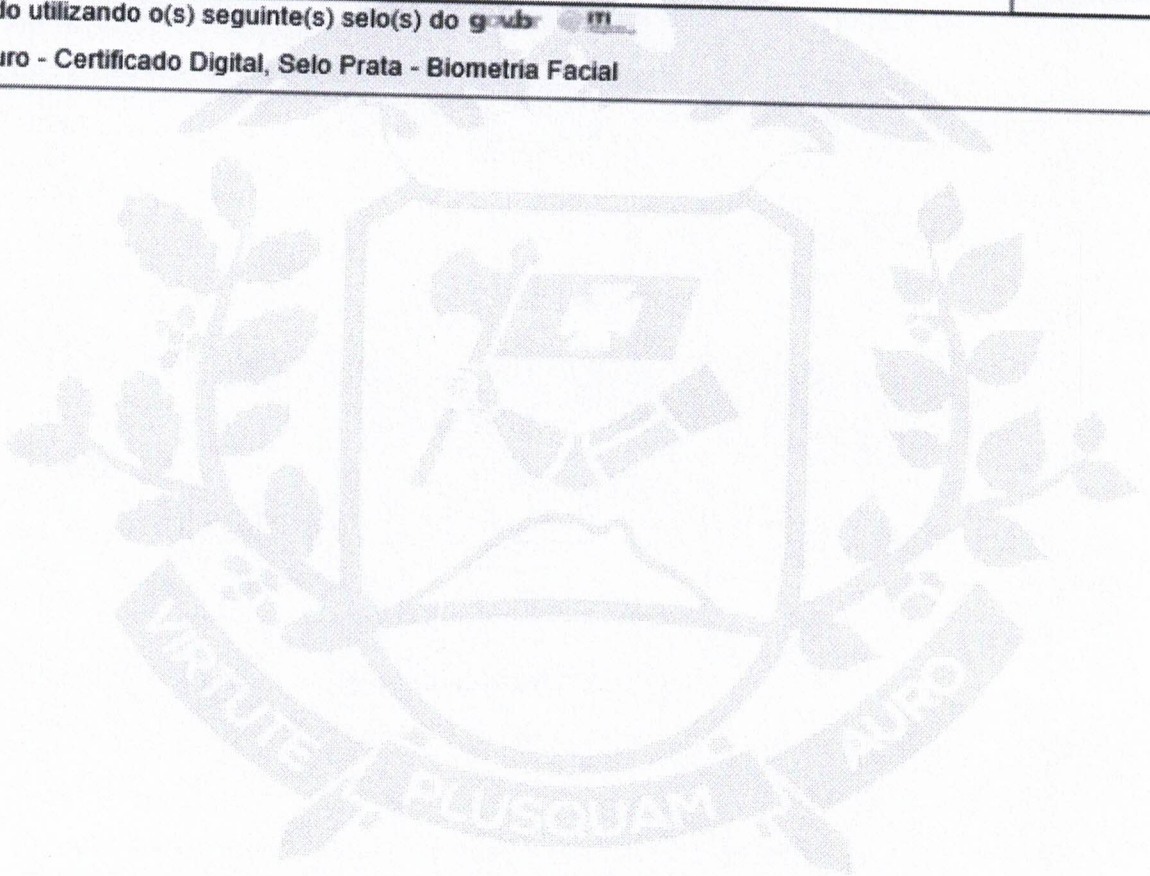 do utilizando o(s) seguinte(s) selo(s) do
uro - Certificado Digital, Selo Prata - Biometria Facial
VIRTUTE
PLUSQUAM
AURO